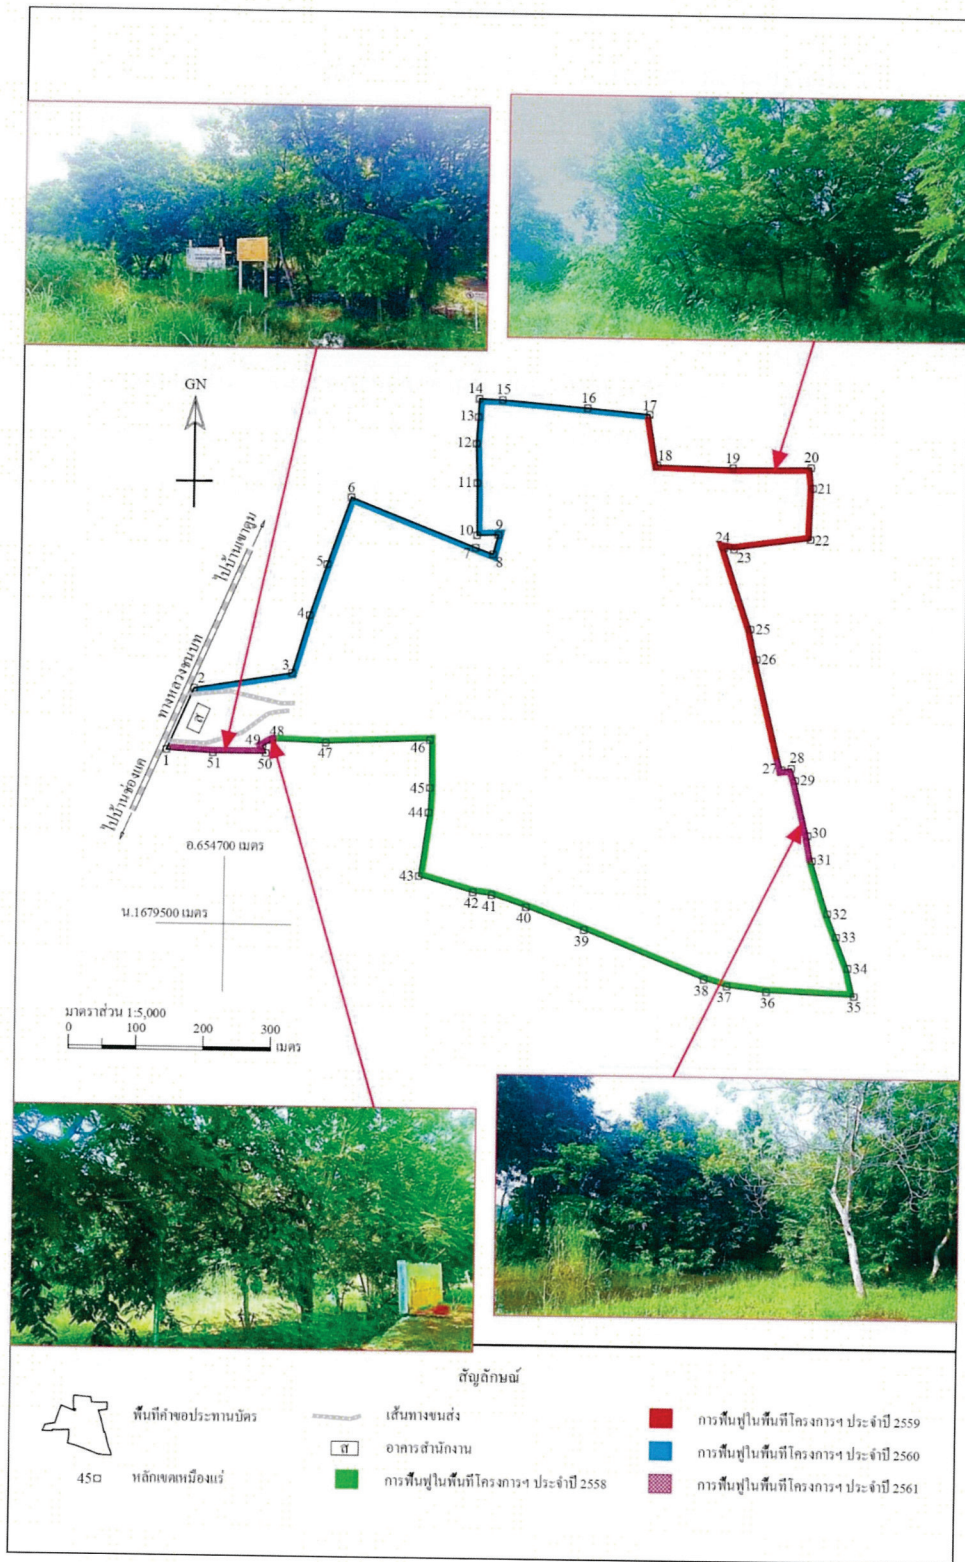 GN
14 15
16
17
13
12
18
19
20
11
21
6
10
9
24
22
7
8
23
ไปบ้านเขาดูม
5
25
4
26
ทางหลวงชนบท
3
2
ส
28
49
48
27
29
1
51
50
47
46
ไปบ้านช่องแค
45
30
44
31
อ.654700 เมตร
43
42
41
32
น.1679500 เมตร
40
33
39
34
38
37
36
35
มาตราส่วน 1:5,000
0 100 200 300
เมตร
สัญลักษณ์
พื้นที่คำขอประทานบัตร
45
หลักเขตเหมืองแร่
เส้นทางขนส่ง
ส
อาคารสำนักงาน
การฟื้นฟูในพื้นที่โครงการฯ ประจำปี 2558
การฟื้นฟูในพื้นที่โครงการฯ ประจำปี 2559
การฟื้นฟูในพื้นที่โครงการฯ ประจำปี 2560
การฟื้นฟูในพื้นที่โครงการฯ ประจำปี 2561